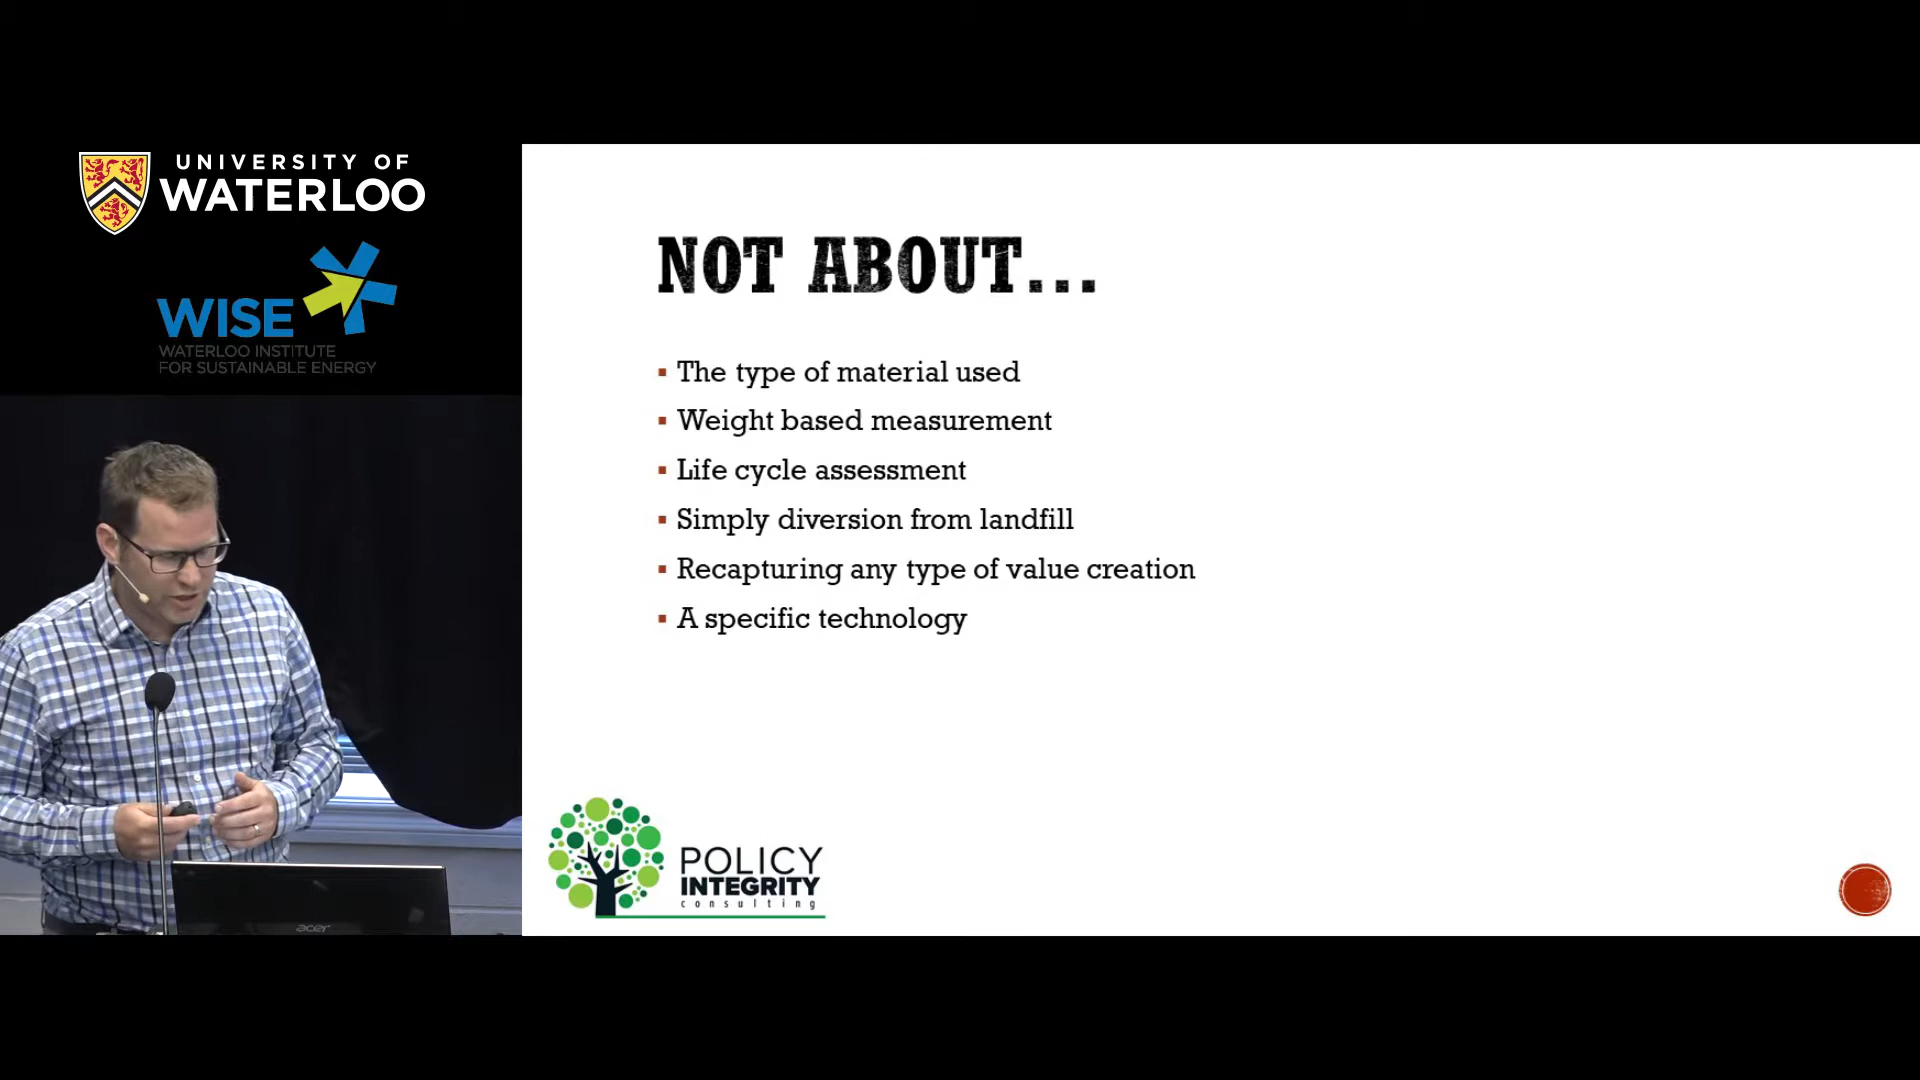 UNIVERSITY OF
WATERLOO
WISE
WATERLOO INSTITUTE
FOR SUSTAINABLE ENERGY
NOT ABOUT...
The type of material used
Weight based measurement
Life cycle assessment
Simply diversion from landfill
Recapturing any type of value creation
A specific technology
POLICY
INTEGRITY
consulting
acer